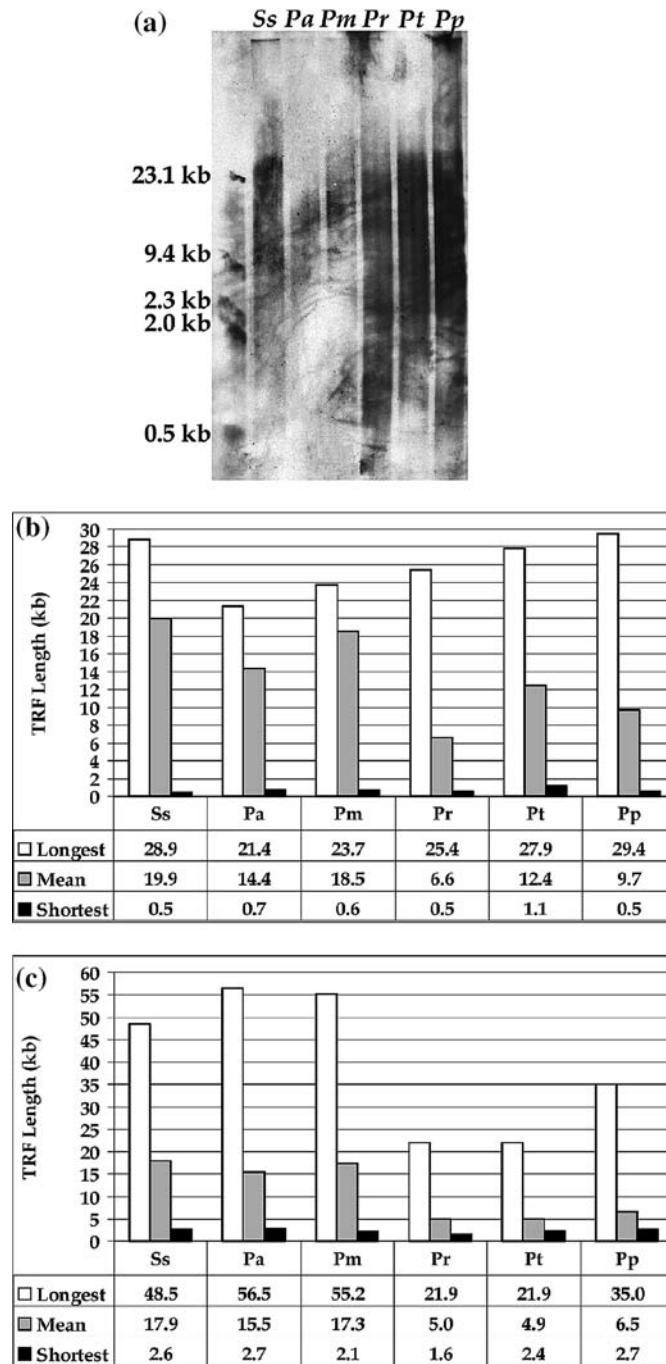 (a)
Ss Pa Pm Pr Pt Pp
23.1 kb
9.4 kb
2.3 kb
2.0 kb
0.5 kb
(b)
TRF Length (kb)
30
28
26
24
22
20
18
16
14
12
10
8
6
4
2
0
Ss Pa Pm Pr Pt Pp
Longest 28.9 21.4 23.7 25.4 27.9 29.4
Mean 19.9 14.4 18.5 6.6 12.4 9.7
Shortest 0.5 0.7 0.6 0.5 1.1 0.5
(c)
TRF Length (kb)
60
55
50
45
40
35
30
25
20
15
10
5
0
Ss Pa Pm Pr Pt Pp
Longest 48.5 56.5 55.2 21.9 21.9 35.0
Mean 17.9 15.5 17.3 5.0 4.9 6.5
Shortest 2.6 2.7 2.1 1.6 2.4 2.7